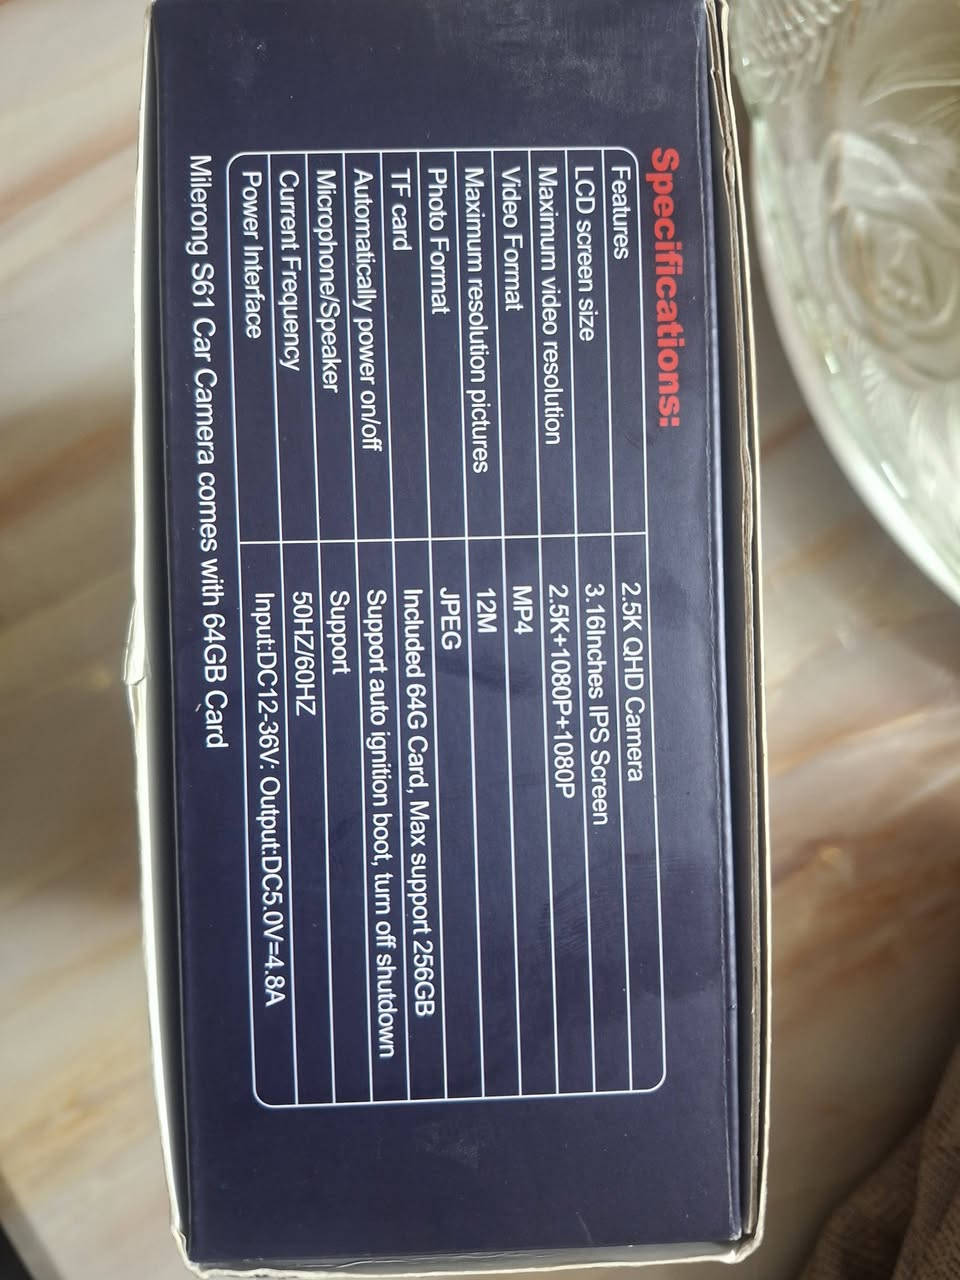 Specifications:
Features 2.5K QHD Camera
LCD screen size 3.16Inches IPS Screen
Maximum video resolution 2.5K+1080P+1080P
Video Format MP4
Maximum resolution pictures 12M
Photo Format JPEG
TF card Included 64G Card, Max support 256GB
Automatically power on/off Support auto ignition boot, turn off shutdown
Microphone/Speaker Support
Current Frequency 50HZ/60HZ
Power Interface Input:DC12-36V: Output:DC5.0V=4.8A
Milerong S61 Car Camera comes with 64GB Card